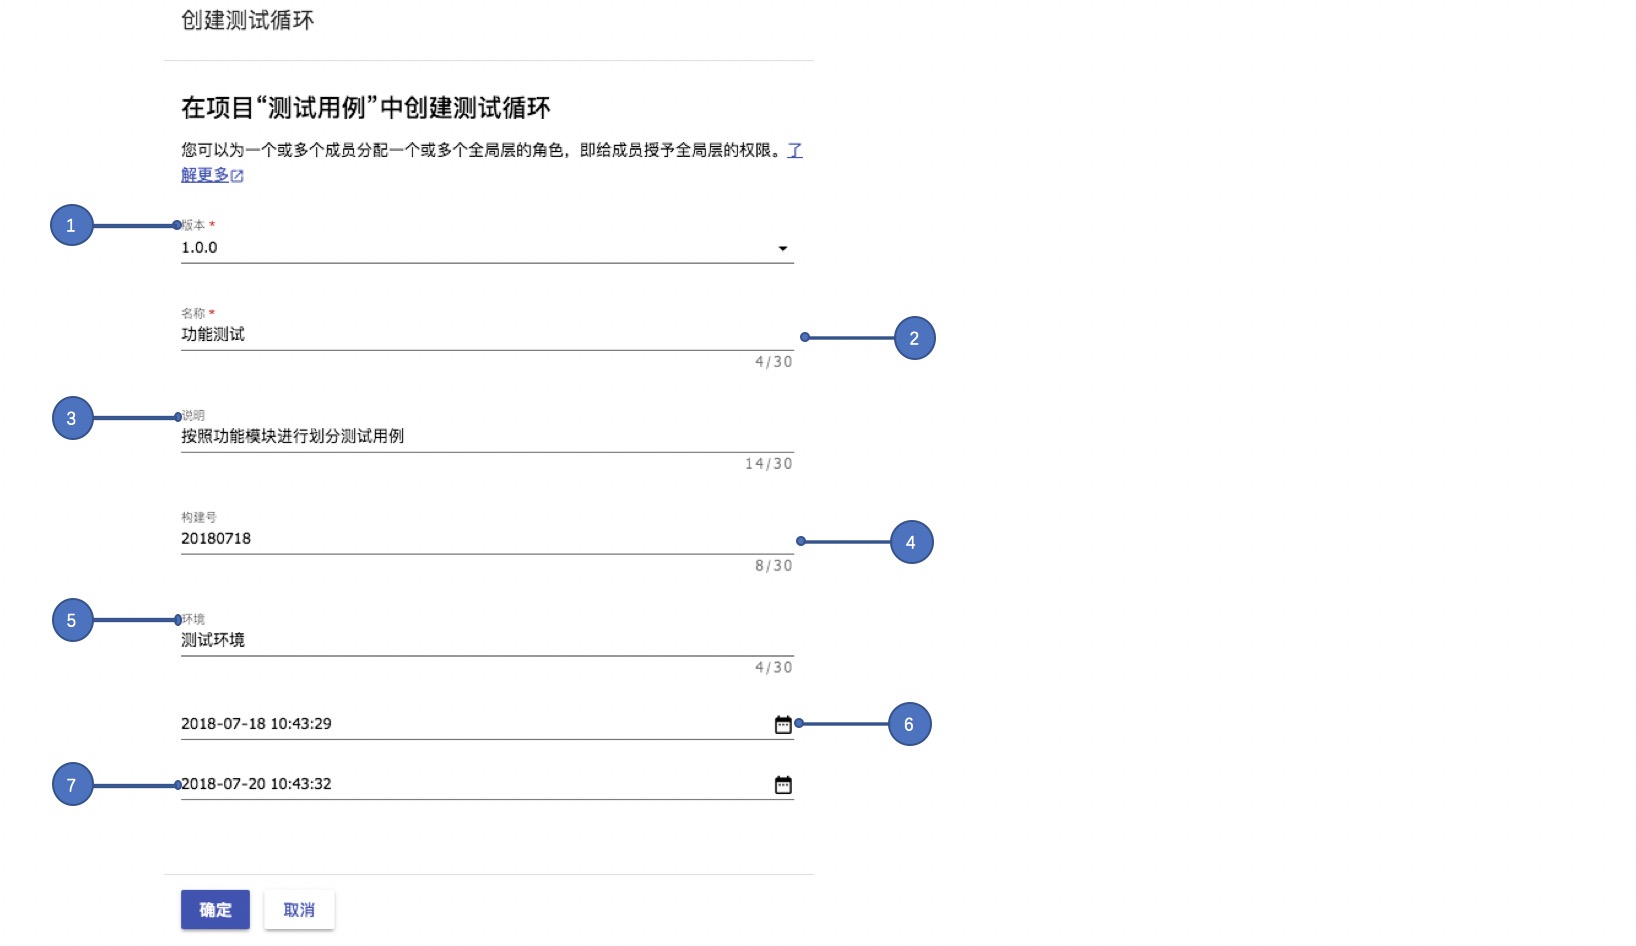 创建测试循环
在项目“测试用例”中创建测试循环
您可以为一个或多个成员分配一个或多个全局层的角色，即给成员授予全局层的权限。了
解更多
1
版本 *
1.0.0
名称 *
功能测试
2
4/30
3
说明
按照功能模块进行划分测试用例
14/30
构建号
20180718
4
8/30
5
环境
测试环境
4/30
2018-07-18 10:43:29
6
7
2018-07-20 10:43:32
确定 取消